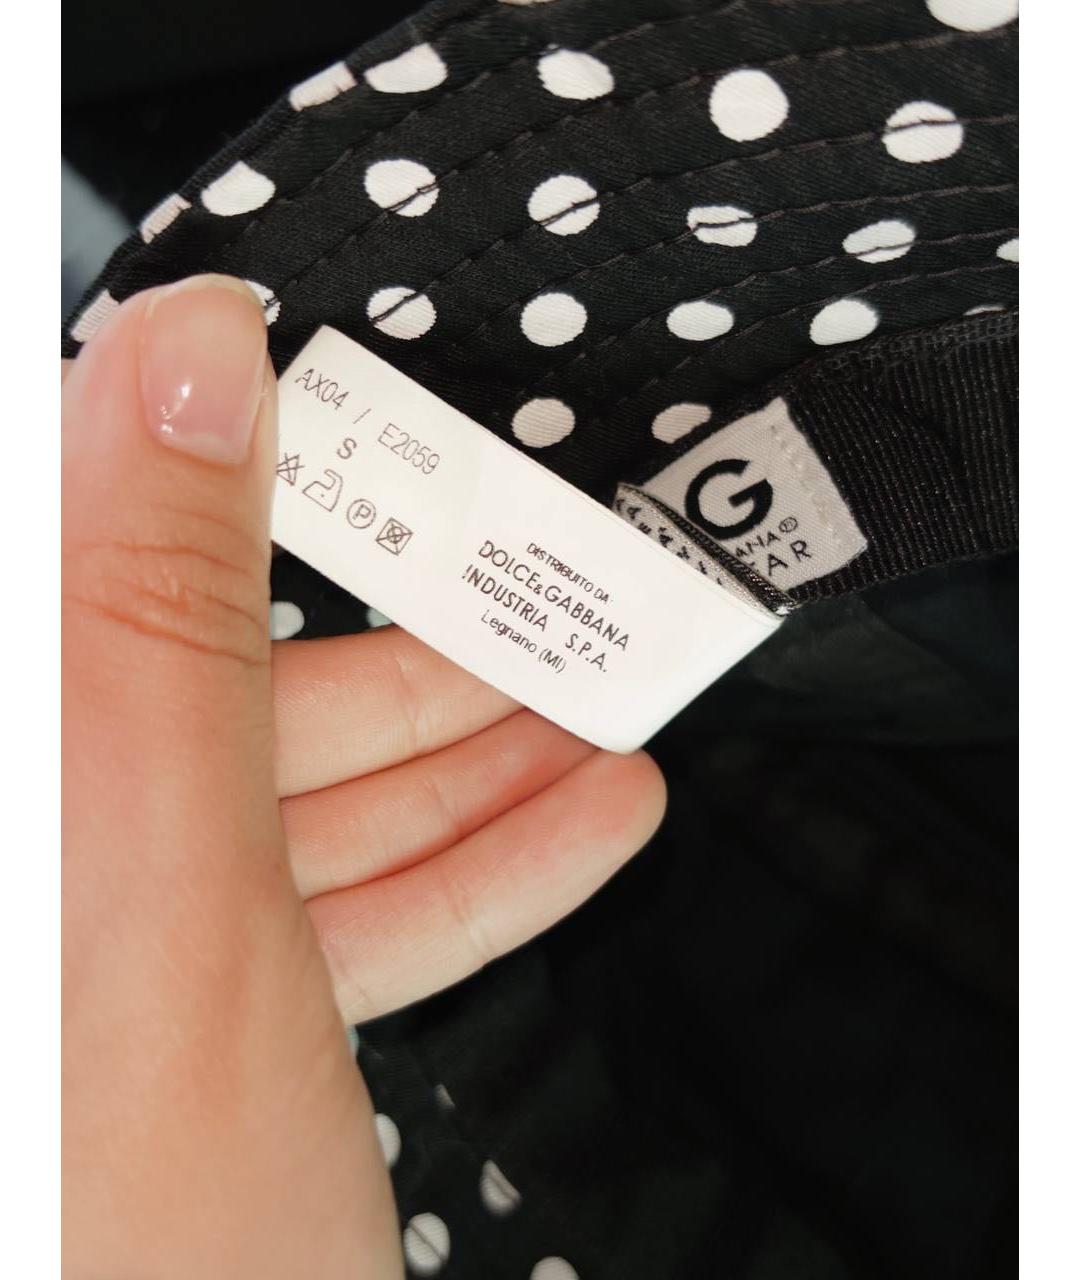 AX04 / E2059
S
P
DISTRIBUITO DA:
DOLCE&GABBANA
INDUSTRIA S.P.A.
Legnano (MI)
G